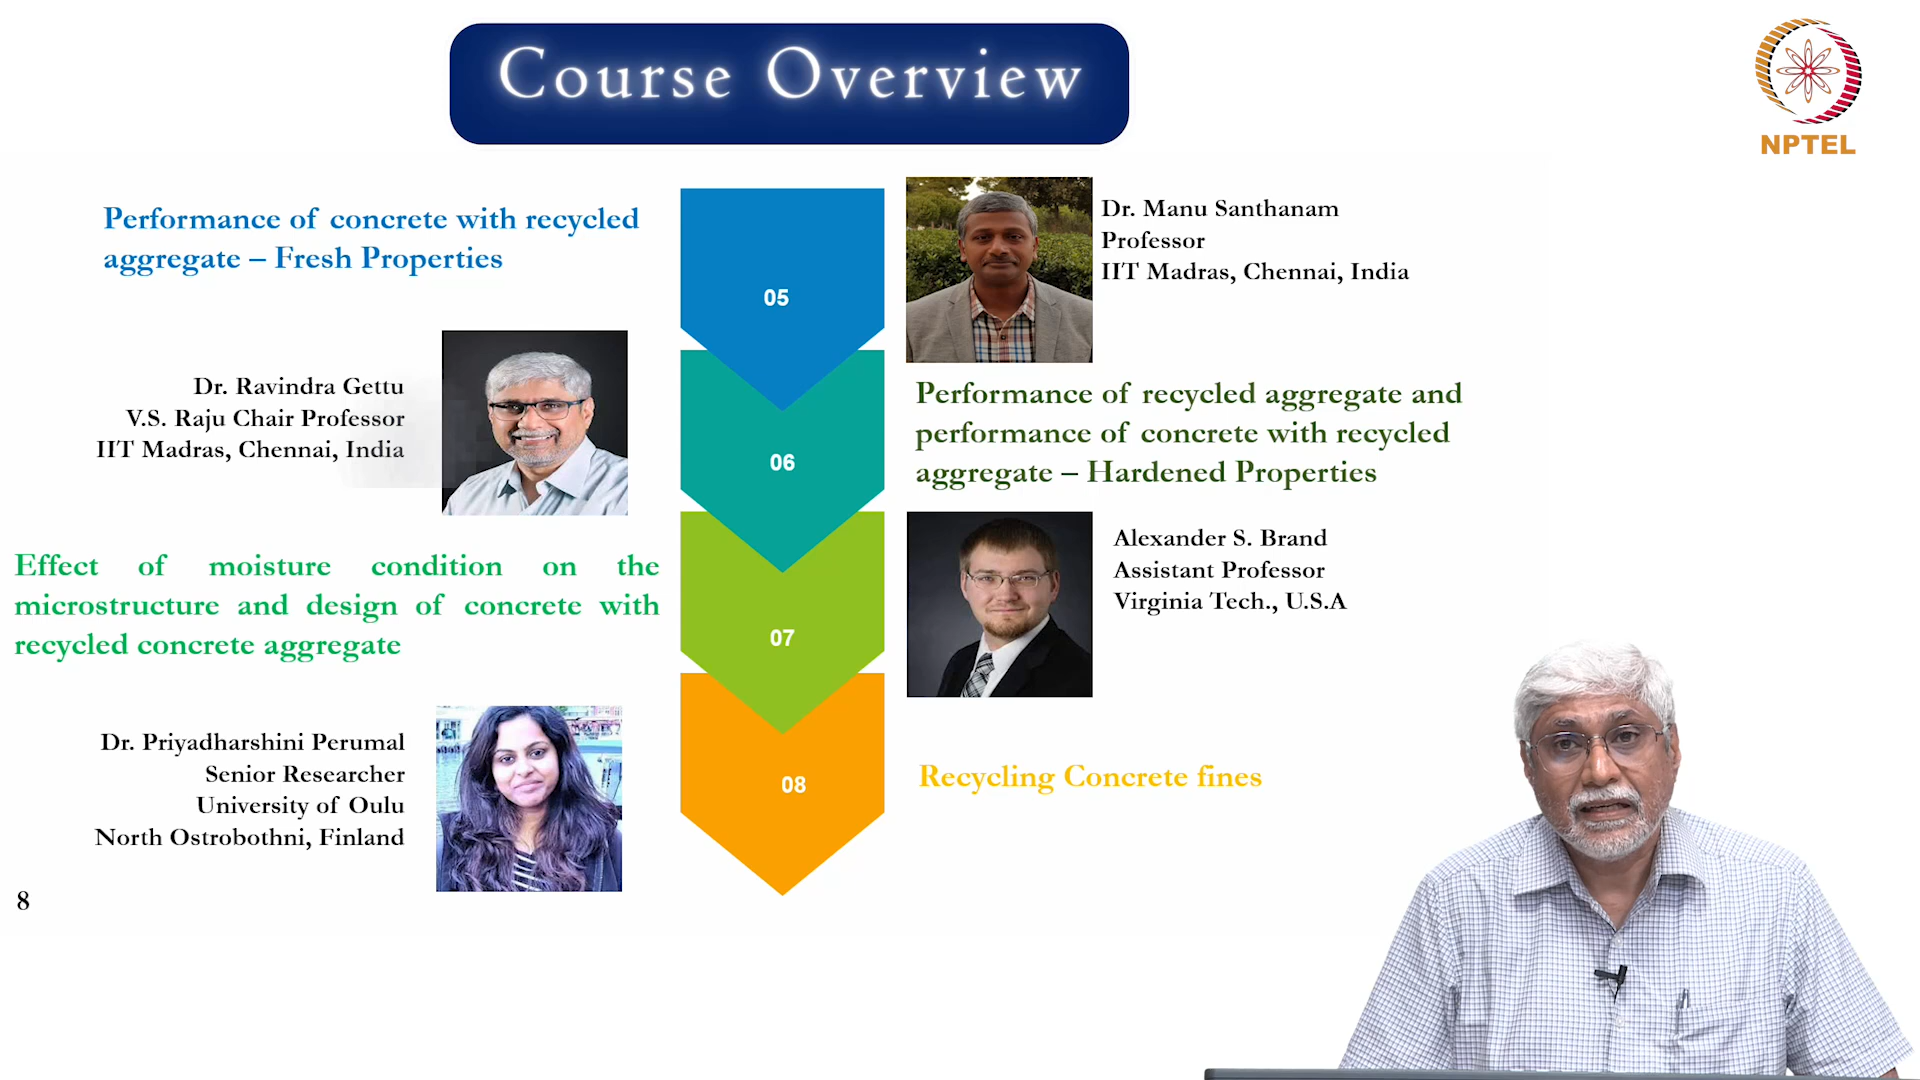 Course Overview
NPTEL
Performance of concrete with recycled
aggregate – Fresh Properties
05
Dr. Manu Santhanam
Professor
IIT Madras, Chennai, India
Dr. Ravindra Gettu
V.S. Raju Chair Professor
IIT Madras, Chennai, India
06
Performance of recycled aggregate and
performance of concrete with recycled
aggregate – Hardened Properties
Effect of moisture condition on the
microstructure and design of concrete with
recycled concrete aggregate
07
Alexander S. Brand
Assistant Professor
Virginia Tech., U.S.A
Dr. Priyadharshini Perumal
Senior Researcher
University of Oulu
North Ostrobothni, Finland
08
Recycling Concrete fines
8